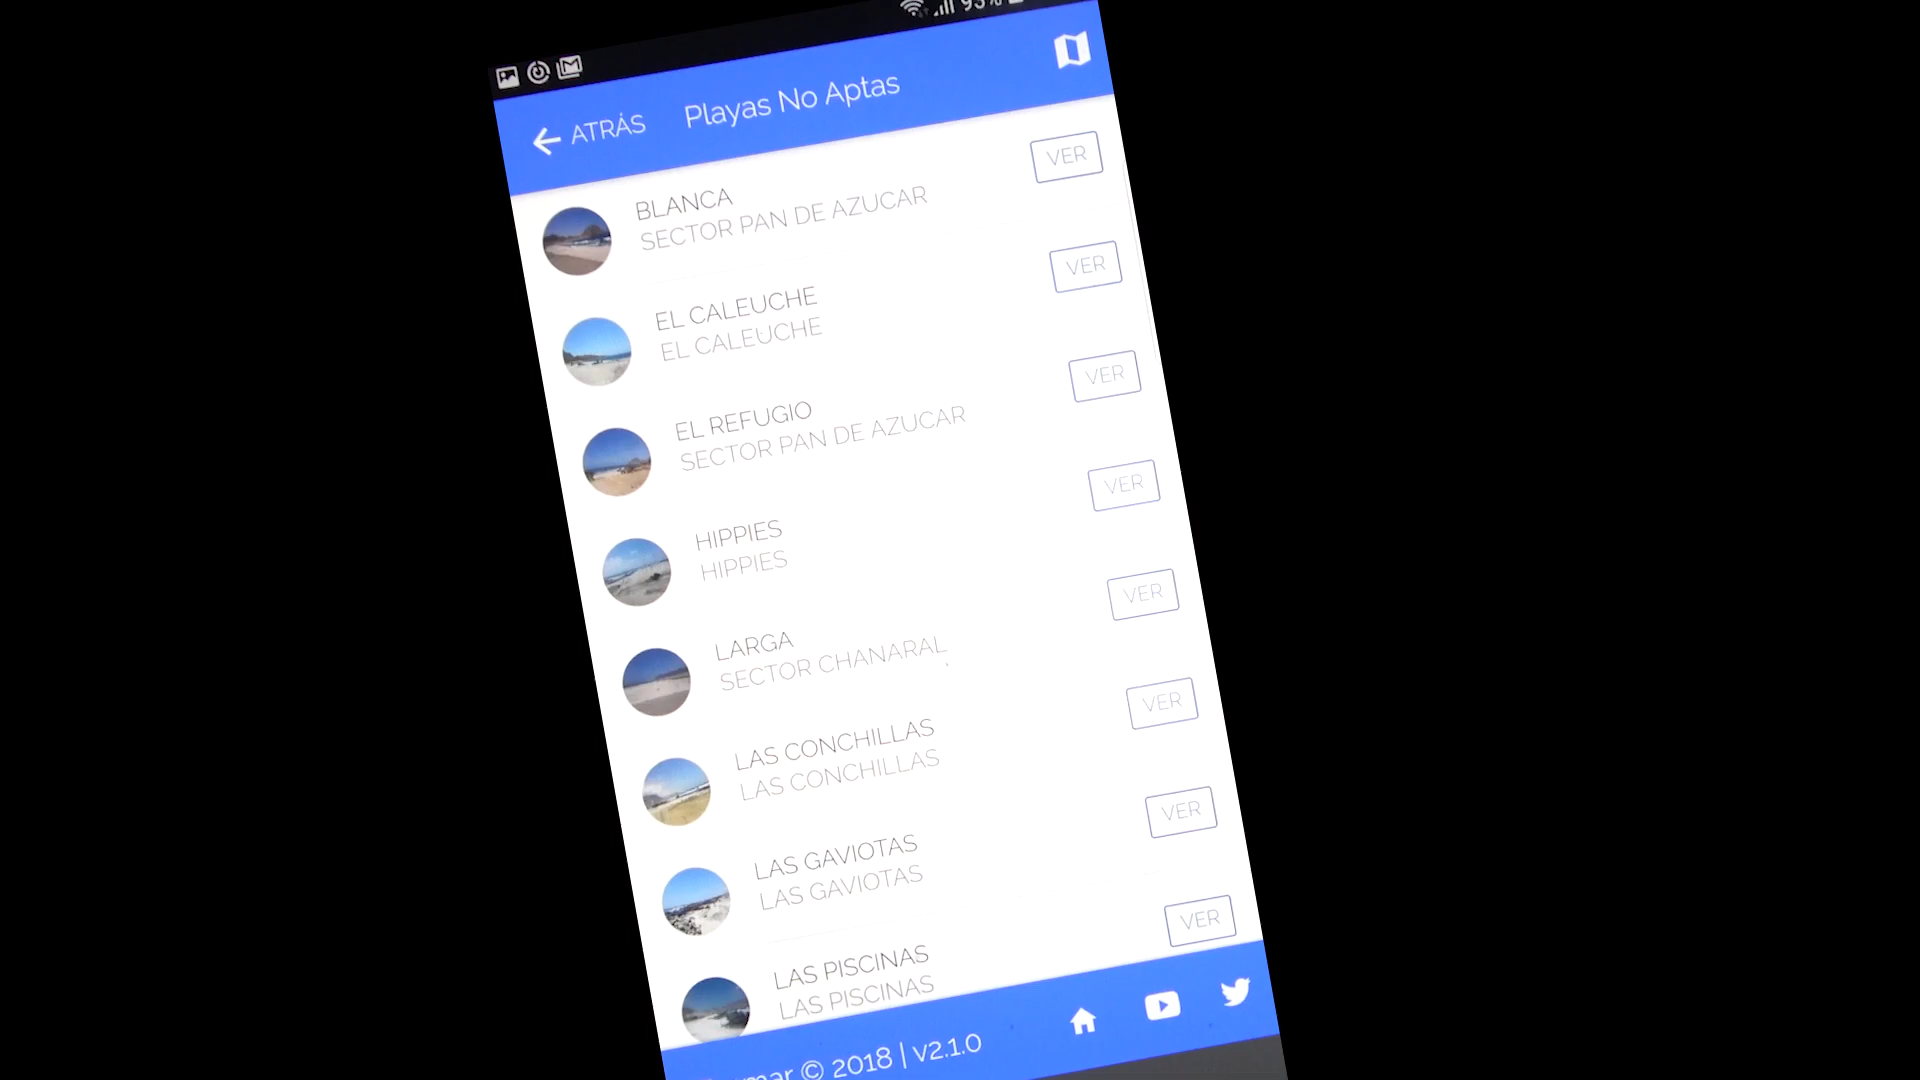 93%
ATRÁS Playas No Aptas
BLANCA
SECTOR PAN DE AZUCAR
VER
EL CALEUCHE
EL CALEUCHE
VER
EL REFUGIO
SECTOR PAN DE AZUCAR
VER
HIPPIES
HIPPIES
VER
LARGA
SECTOR CHANARAL
VER
LAS CONCHILLAS
LAS CONCHILLAS
VER
LAS GAVIOTAS
LAS GAVIOTAS
VER
LAS PISCINAS
LAS PISCINAS
VER
© 2018 | v2.1.0